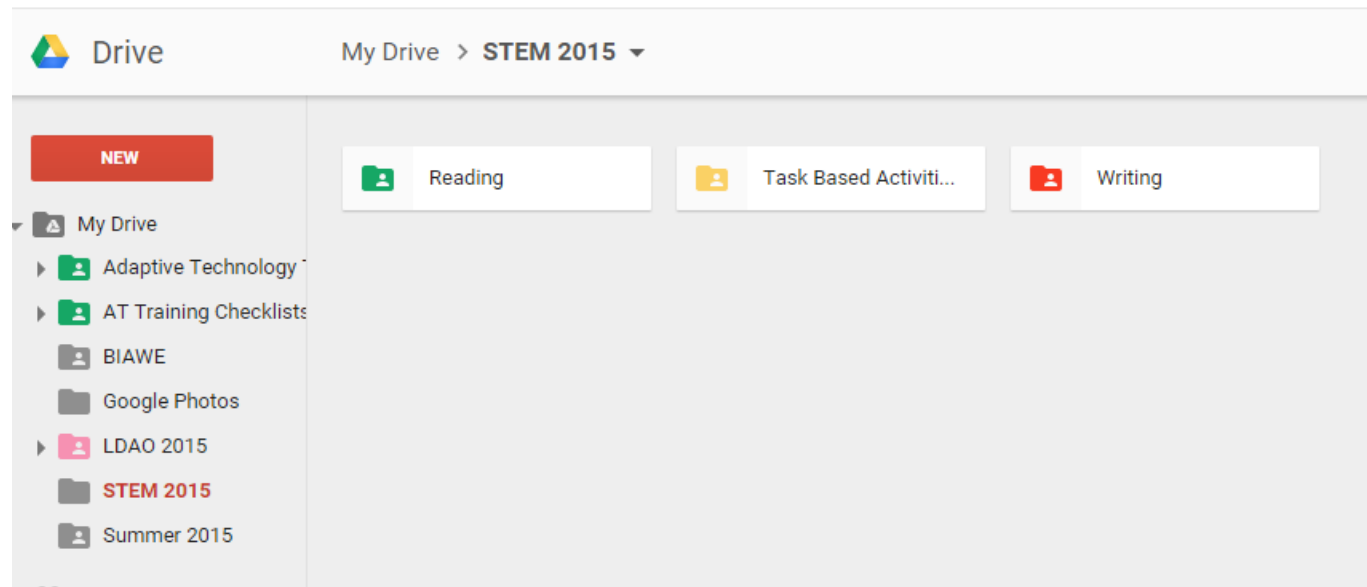 Drive
My Drive > STEM 2015
NEW
Reading
Task Based Activiti...
Writing
My Drive
Adaptive Technology
AT Training Checklists
BIAWE
Google Photos
LDAO 2015
STEM 2015
Summer 2015